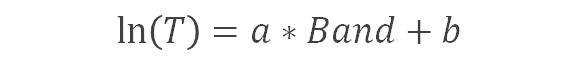 ln(T) = a * Band + b